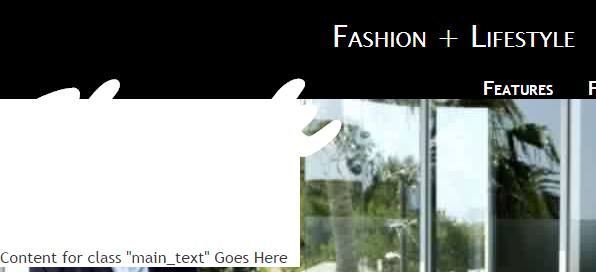 Fashion + Lifestyle
Features
Content for class "main_text" Goes Here